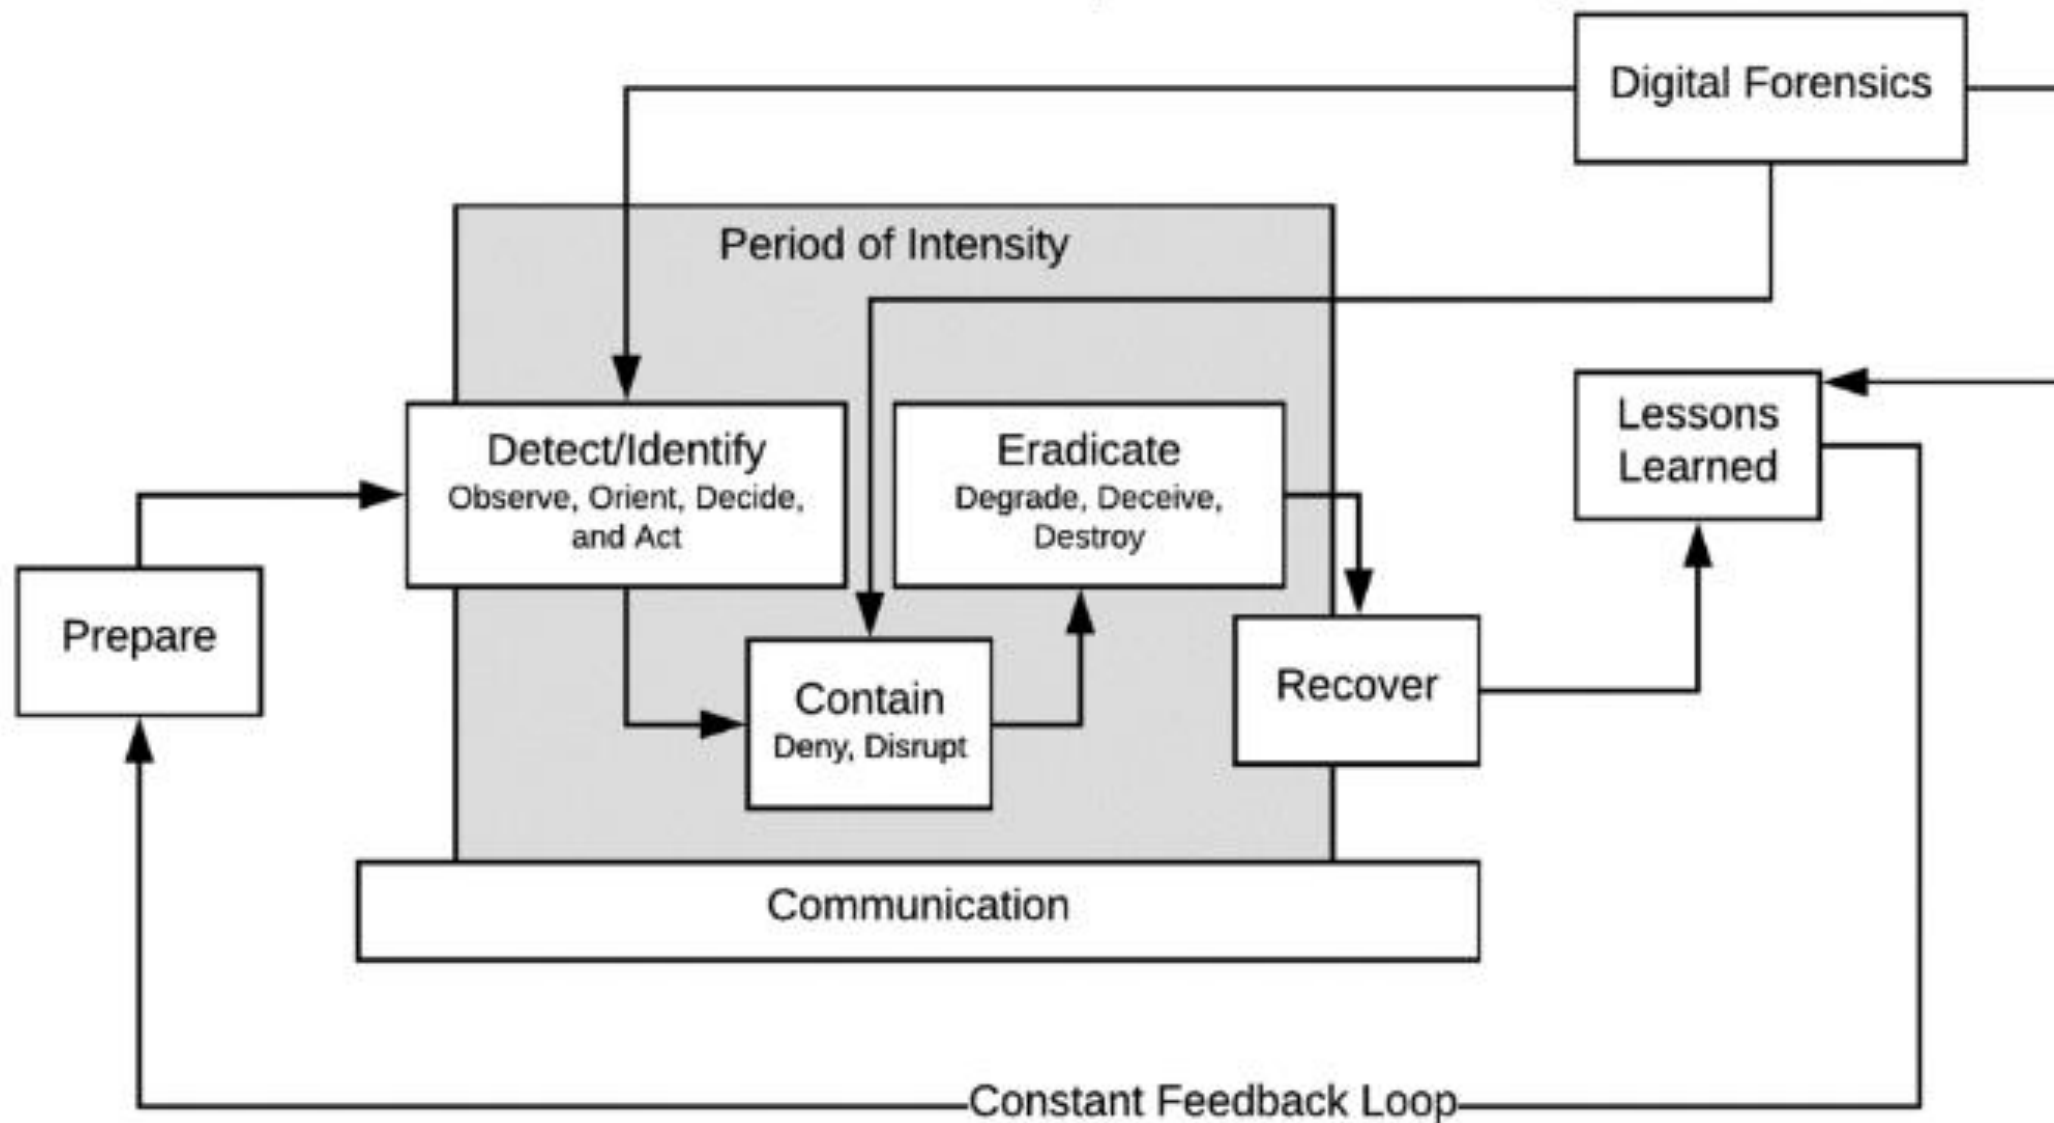 Digital Forensics
Period of Intensity
Detect/Identify
Observe, Orient, Decide,
and Act
Eradicate
Degrade, Deceive,
Destroy
Lessons
Learned
Prepare
Contain
Deny, Disrupt
Recover
Communication
Constant Feedback Loop